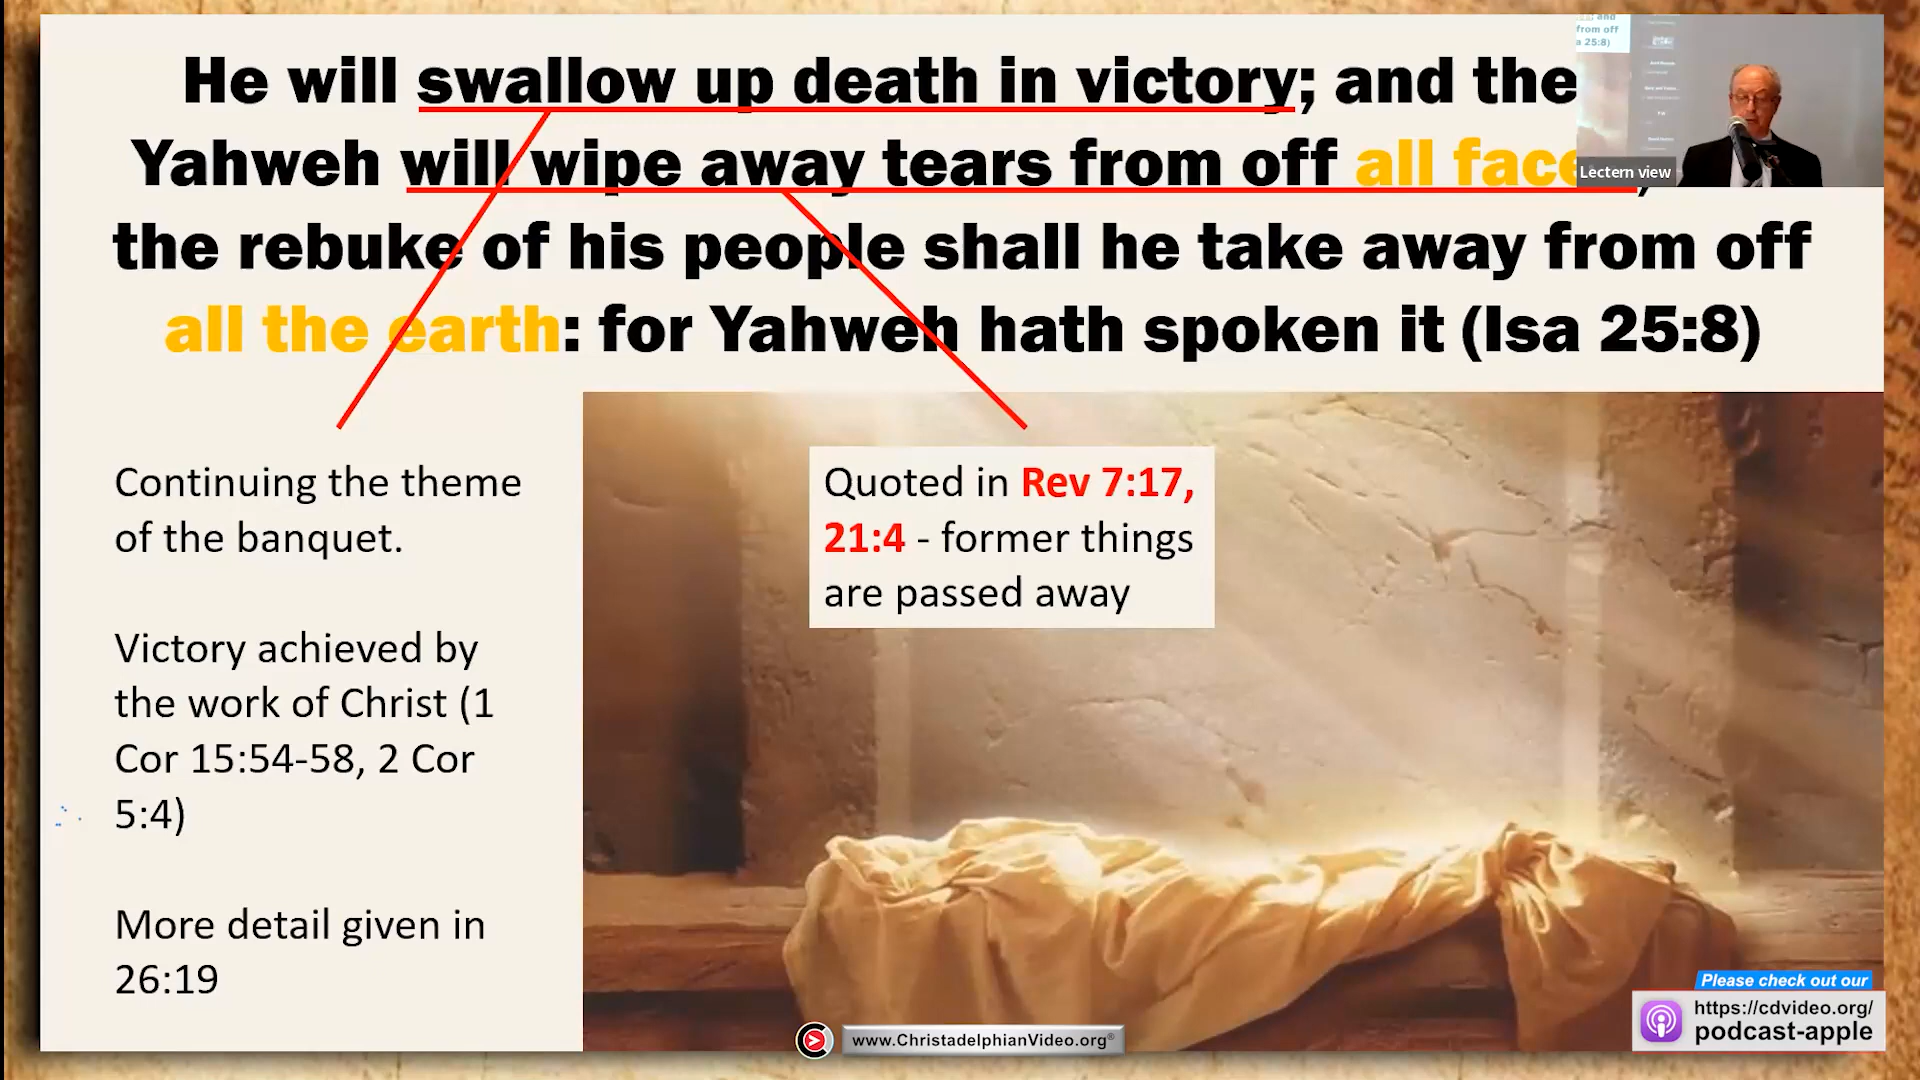 He will swallow up death in victory; and the
Yahweh will wipe away tears from off all face
the rebuke of his people shall he take away from off
all the earth: for Yahweh hath spoken it (Isa 25:8)
from off
a 25:8)
Lectern view
Continuing the theme
of the banquet.
Victory achieved by
the work of Christ (1
Cor 15:54-58, 2 Cor
5:4)
More detail given in
26:19
Quoted in Rev 7:17,
21:4 - former things
are passed away
www.ChristadelphianVideo.org®
Please check out our
https://cdvideo.org/
podcast-apple